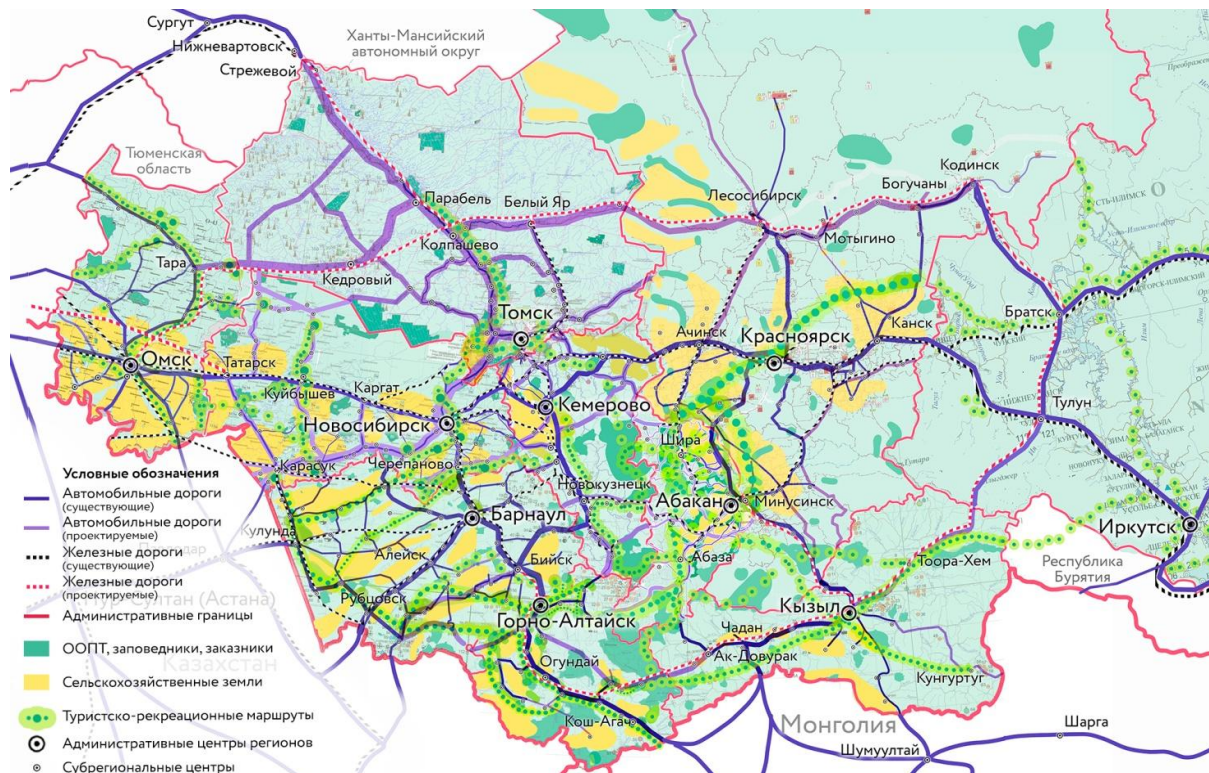 Сургут
Нижневартовск
Стрежевой
Ханты-Мансийский
автономный округ
Тюменская
область
Кодинск
Богучаны
Лесосибирск
Мотыгино
Парабель
Белый Яр
Колпашево
Кедровый
Тара
УСТЬ-ИЛИМСК
Братск
Томск
Ачинск
Красноярск
Канск
Омск
Татарск
Куйбышев
Каргат
Кемерово
Новосибирск
Тулун
Карасук
Черепаново
Шира
Новокузнецк
Абакан
Минусинск
Барнаул
Кулунда
Алейск
Бийск
Абаза
Иркутск
Тоора-Хем
Республика
Бурятия
Рубцовск
Горно-Алтайск
Кызыл
Чадан
Ак-Довурак
Огундай
Кунгуртуг
Кош-Агач
Монголия
Шарга
Шумуултай
Нур-Султан (Астана)
Казахстан
Условные обозначения
Автомобильные дороги
(существующие)
Автомобильные дороги
(проектируемые)
Железные дороги
(существующие)
Железные дороги
(проектируемые)
Административные границы
ООПТ, заповедники, заказники
Сельскохозяйственные земли
Туристско-рекреационные маршруты
Административные центры регионов
Субрегиональные центры